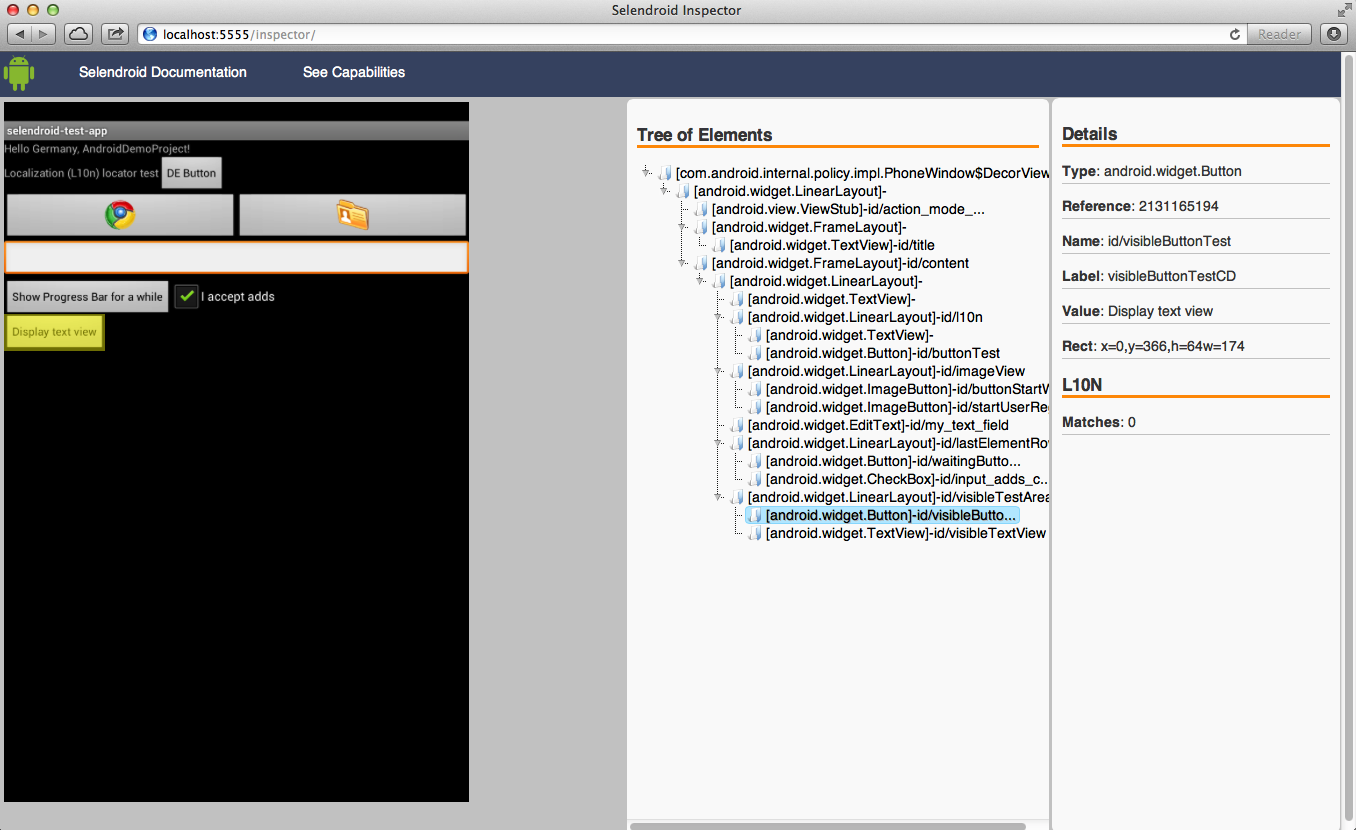 Selendroid Inspector
localhost:5555/inspector/
Reader
Selendroid Documentation
See Capabilities
selendroid-test-app
Hello Germany, AndroidDemoProject!
Localization (L10n) locator test
DE Button
Show Progress Bar for a while
I accept adds
Display text view
Tree of Elements
[com.android.internal.policy.impl.PhoneWindow$DecorView
[android.widget.LinearLayout]-
[android.view.ViewStub]-id/action_mode_...
[android.widget.FrameLayout]-
[android.widget.TextView]-id/title
[android.widget.FrameLayout]-id/content
[android.widget.LinearLayout]-
[android.widget.TextView]-
[android.widget.LinearLayout]-id/l10n
[android.widget.TextView]-
[android.widget.Button]-id/buttonTest
[android.widget.LinearLayout]-id/imageView
[android.widget.ImageButton]-id/buttonStartW
[android.widget.ImageButton]-id/startUserReg
[android.widget.EditText]-id/my_text_field
[android.widget.LinearLayout]-id/lastElementRow
[android.widget.Button]-id/waitingButto...
[android.widget.CheckBox]-id/input_adds_c...
[android.widget.LinearLayout]-id/visibleTestArea
[android.widget.Button]-id/visibleButto...
[android.widget.TextView]-id/visibleTextView
Details
Type: android.widget.Button
Reference: 2131165194
Name: id/visibleButtonTest
Label: visibleButtonTestCD
Value: Display text view
Rect: x=0,y=366,h=64w=174
L10N
Matches: 0